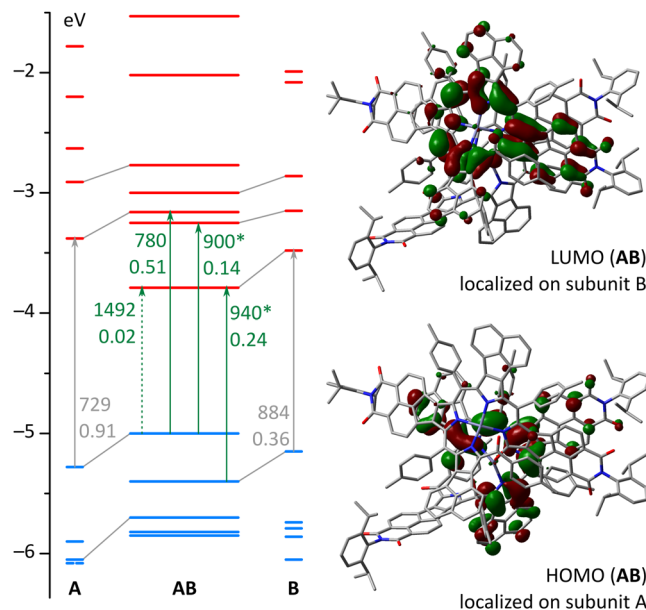 eV
−2
−3
−4
−5
−6
780
0.51
900*
0.14
1492
0.02
940*
0.24
729
0.91
884
0.36
A
AB
B
LUMO (AB)
localized on subunit B
HOMO (AB)
localized on subunit A